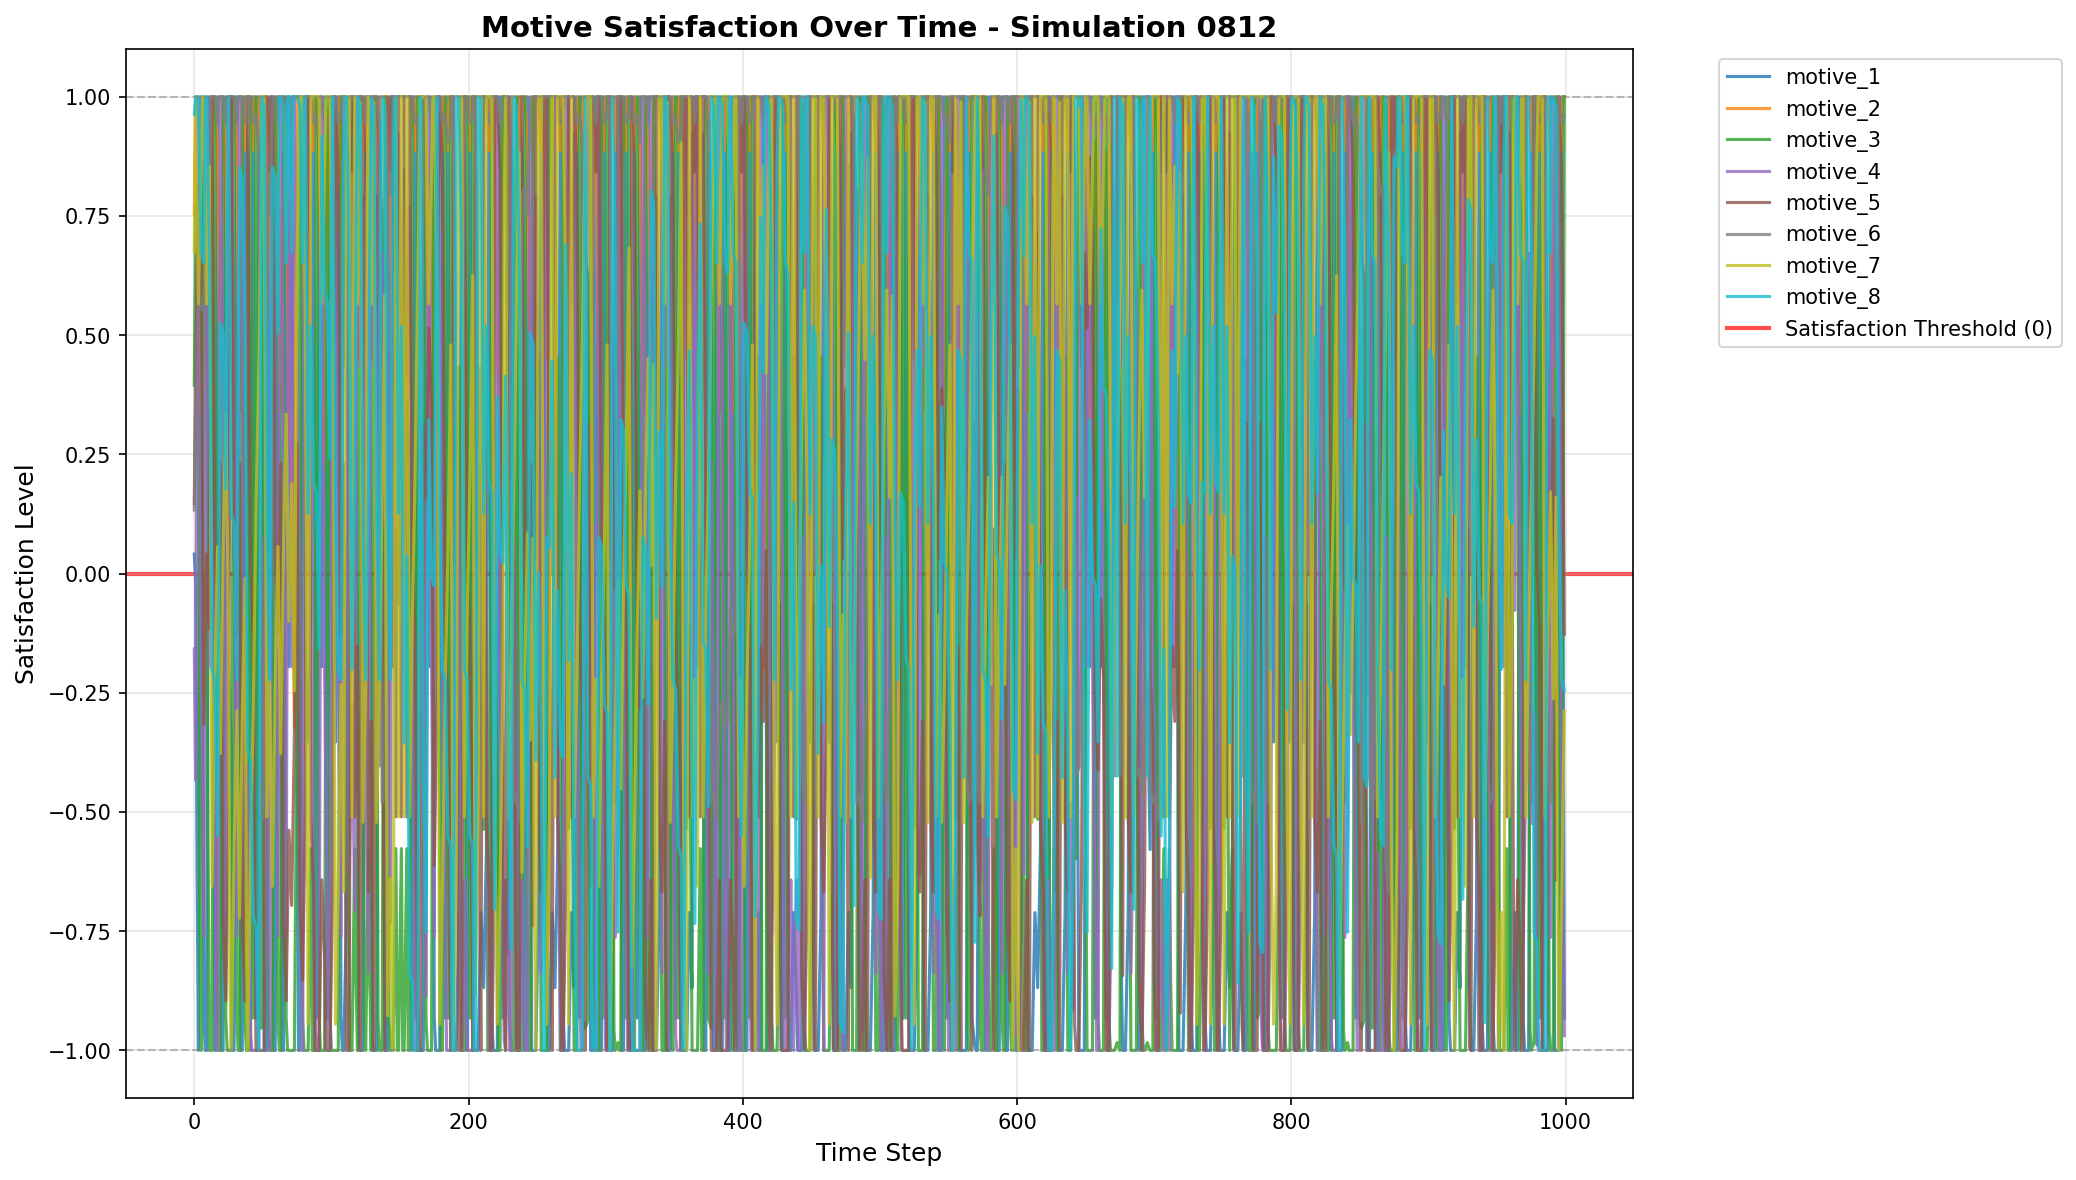 Motive Satisfaction Over Time - Simulation 0812
1.00
0.75
0.50
0.25
0.00
−0.25
−0.50
−0.75
−1.00
Satisfaction Level
0
200
400
600
800
1000
Time Step
motive_1
motive_2
motive_3
motive_4
motive_5
motive_6
motive_7
motive_8
Satisfaction Threshold (0)